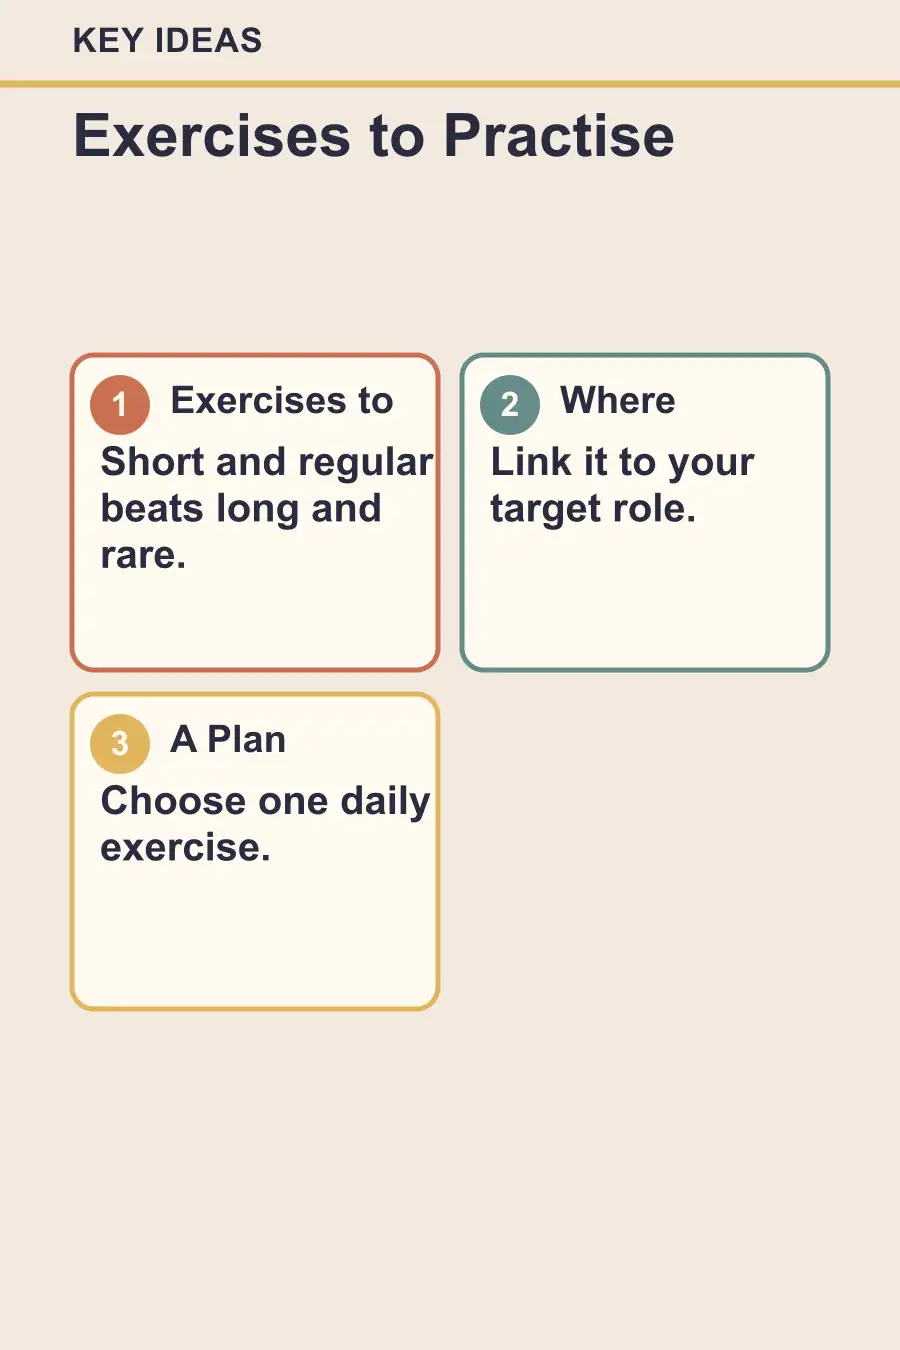 KEY IDEAS
Exercises to Practise
1 Exercises to
Short and regular
beats long and
rare.
2 Where
Link it to your
target role.
3 A Plan
Choose one daily
exercise.